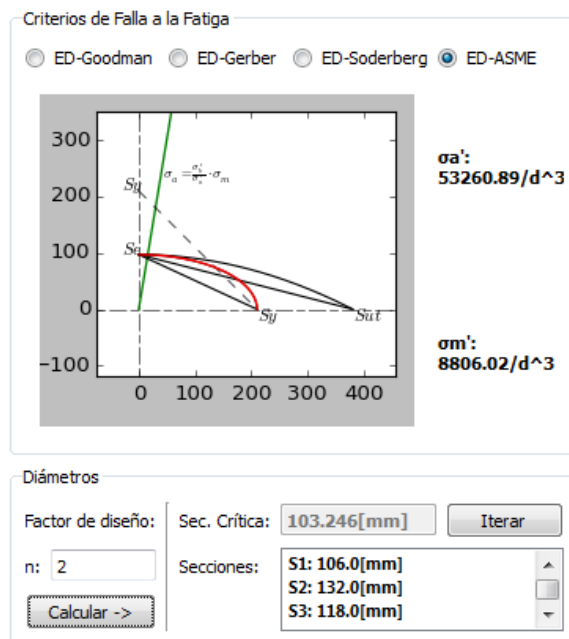 Criterios de Falla a la Fatiga
ED-Goodman ED-Gerber ED-Soderberg ED-ASME
300
200
100
0
−100
0 100 200 300 400
Sy
Se
Sy
Sut
σa':
53260.89/d^3
σm':
8806.02/d^3
Diámetros
Factor de diseño:
n: 2
Calcular ->
Sec. Crítica: 103.246[mm] Iterar
Secciones:
S1: 106.0[mm]
S2: 132.0[mm]
S3: 118.0[mm]